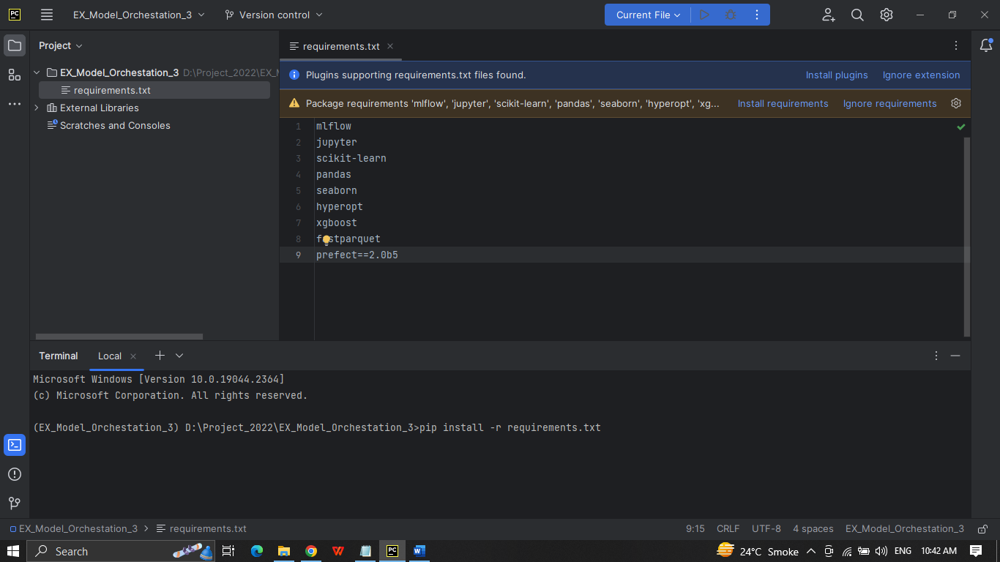 PC EX_Model_Orchestation_3 Version control Current File
Project
requirements.txt
EX_Model_Orchestation_3 D:\Project_2022\EX_
requirements.txt
External Libraries
Scratches and Consoles
Plugins supporting requirements.txt files found. Install plugins Ignore extension
Package requirements 'mlflow', 'jupyter', 'scikit-learn', 'pandas', 'seaborn', 'hyperopt', 'xg... Install requirements Ignore requirements
1 mlflow
2 jupyter
3 scikit-learn
4 pandas
5 seaborn
6 hyperopt
7 xgboost
8 f stparquet
9 prefect==2.0b5
Terminal Local
Microsoft Windows [Version 10.0.19044.2364]
(c) Microsoft Corporation. All rights reserved.
(EX_Model_Orchestation_3) D:\Project_2022\EX_Model_Orchestation_3>pip install -r requirements.txt
EX_Model_Orchestation_3 > requirements.txt 9:15 CRLF UTF-8 4 spaces EX_Model_Orchestation_3
Search PC W W 24°C Smoke ENG 10:42 AM